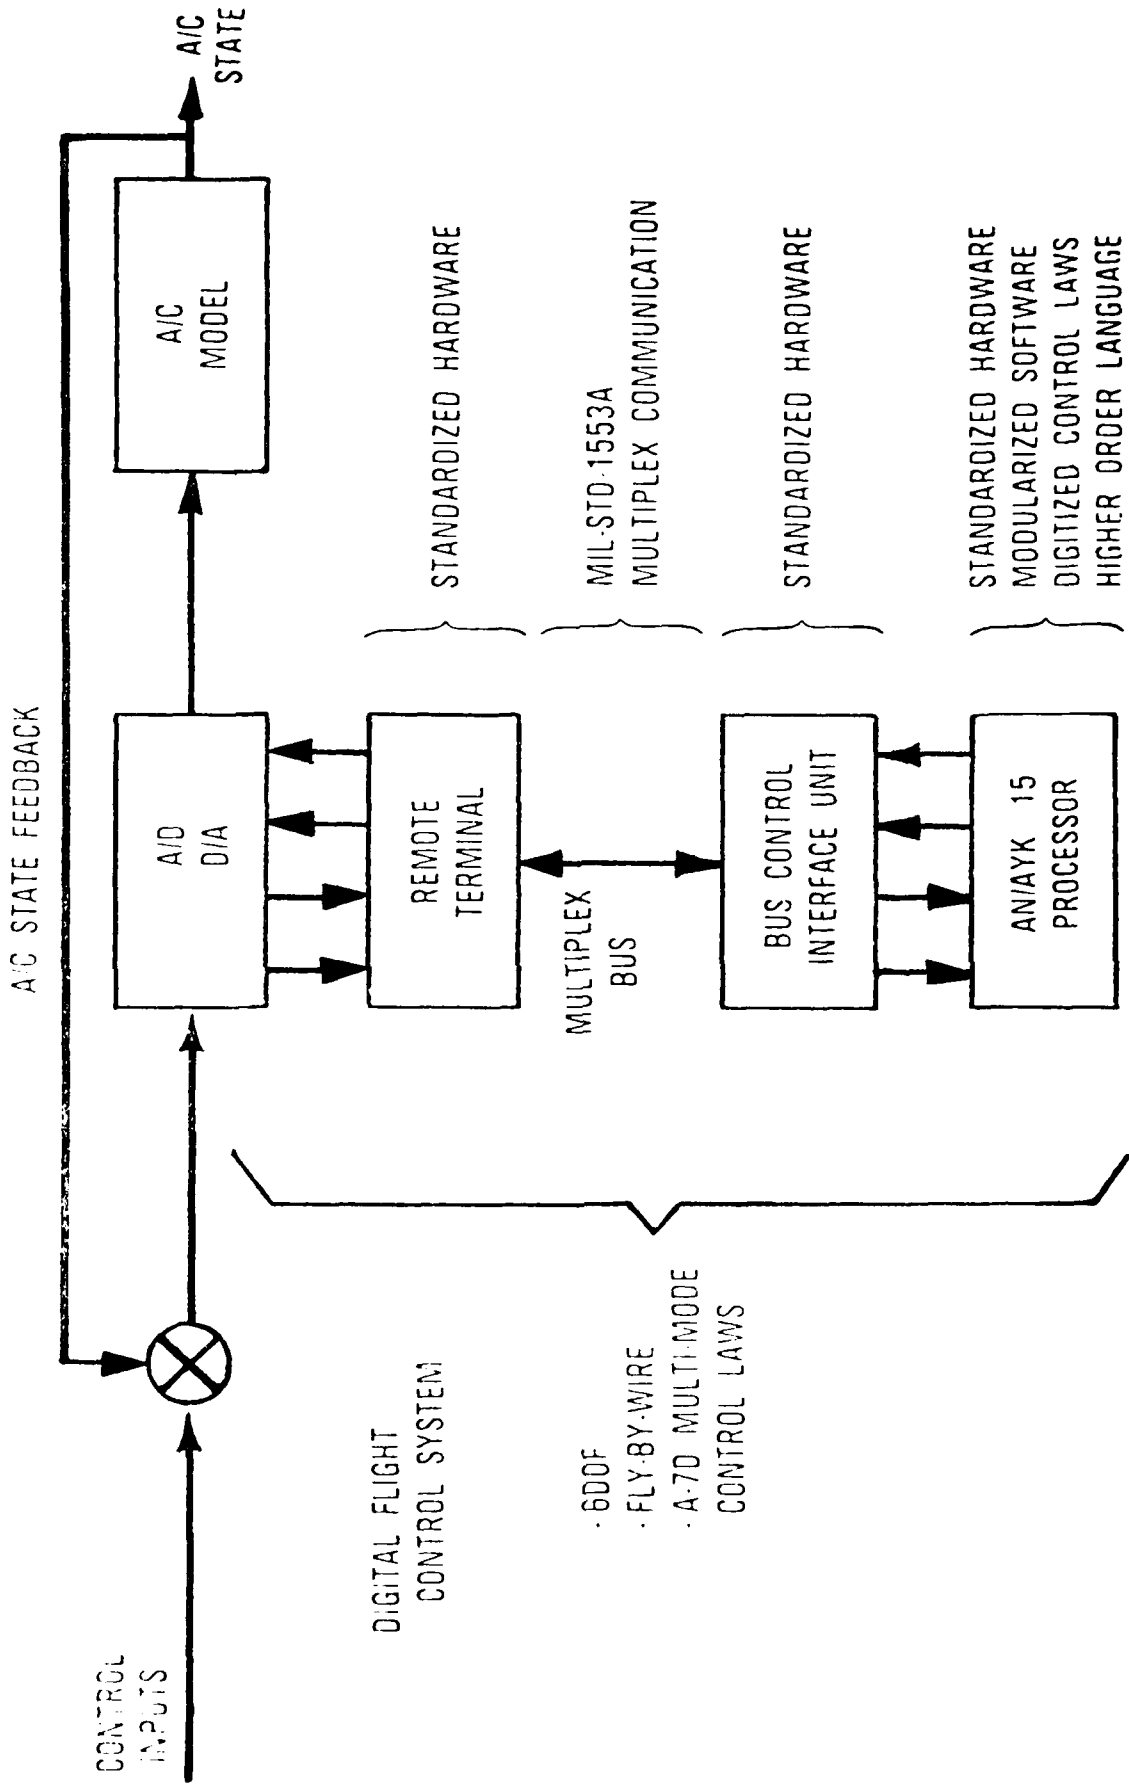 A/C STATE FEEDBACK
CONTROL
INPUTS
A/D
D/A
A/C
MODEL
A/C
STATE
DIGITAL FLIGHT
CONTROL SYSTEM
REMOTE
TERMINAL
STANDARDIZED HARDWARE
· 6DOF
· FLY-BY-WIRE
· A-7D MULTI-MODE
CONTROL LAWS
MULTIPLEX
BUS
MIL-STD-1553A
MULTIPLEX COMMUNICATION
BUS CONTROL
INTERFACE UNIT
STANDARDIZED HARDWARE
AN/AYK 15
PROCESSOR
STANDARDIZED HARDWARE
MODULARIZED SOFTWARE
DIGITIZED CONTROL LAWS
HIGHER ORDER LANGUAGE